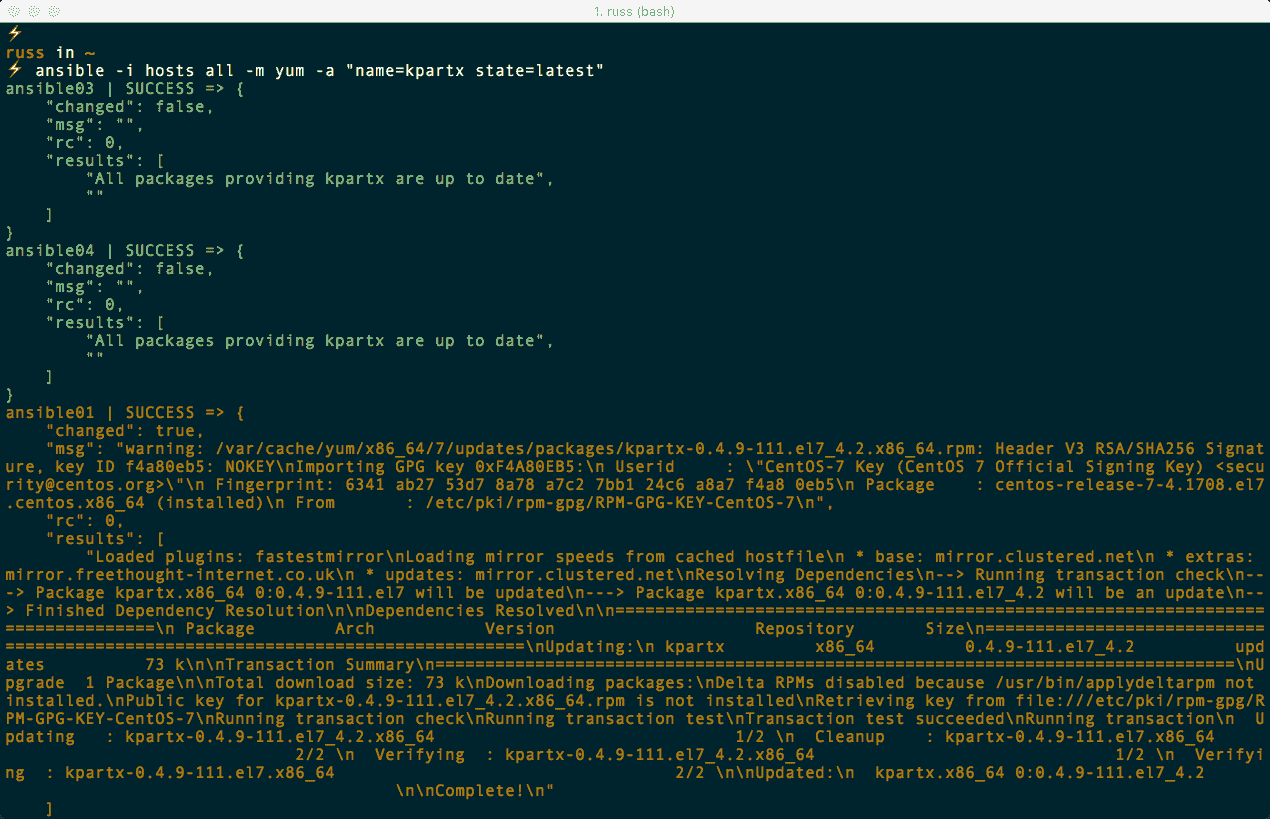 1. russ (bash)
⚡
russ in ~
⚡ ansible -i hosts all -m yum -a "name=kpartx state=latest"
ansible03 | SUCCESS => {
    "changed": false,
    "msg": "",
    "rc": 0,
    "results": [
        "All packages providing kpartx are up to date",
        ""
    ]
}
ansible04 | SUCCESS => {
    "changed": false,
    "msg": "",
    "rc": 0,
    "results": [
        "All packages providing kpartx are up to date",
        ""
    ]
}
ansible01 | SUCCESS => {
    "changed": true,
    "msg": "warning: /var/cache/yum/x86_64/7/updates/packages/kpartx-0.4.9-111.el7_4.2.x86_64.rpm: Header V3 RSA/SHA256 Signat
ure, key ID f4a80eb5: NOKEY\nImporting GPG key 0xF4A80EB5:\n Userid     : \"CentOS-7 Key (CentOS 7 Official Signing Key) <secu
rity@centos.org>\"\n Fingerprint: 6341 ab27 53d7 8a78 a7c2 7bb1 24c6 a8a7 f4a8 0eb5\n Package    : centos-release-7-4.1708.el7
.centos.x86_64 (installed)\n From       : /etc/pki/rpm-gpg/RPM-GPG-KEY-CentOS-7\n",
    "rc": 0,
    "results": [
        "Loaded plugins: fastestmirror\nLoading mirror speeds from cached hostfile\n * base: mirror.clustered.net\n * extras:
mirror.freethought-internet.co.uk\n * updates: mirror.clustered.net\nResolving Dependencies\n--> Running transaction check\n--
-> Package kpartx.x86_64 0:0.4.9-111.el7 will be updated\n---> Package kpartx.x86_64 0:0.4.9-111.el7_4.2 will be an update\n--
> Finished Dependency Resolution\n\nDependencies Resolved\n\n=================================================================
===============\n Package        Arch           Version                    Repository       Size\n============================
====================================================\nUpdating:\n kpartx         x86_64         0.4.9-111.el7_4.2          upd
ates          73 k\n\nTransaction Summary\n================================================================================\nU
pgrade  1 Package\n\nTotal download size: 73 k\nDownloading packages:\nDelta RPMs disabled because /usr/bin/applydeltarpm not
installed.\nPublic key for kpartx-0.4.9-111.el7_4.2.x86_64.rpm is not installed\nRetrieving key from file:///etc/pki/rpm-gpg/R
PM-GPG-KEY-CentOS-7\nRunning transaction check\nRunning transaction test\nTransaction test succeeded\nRunning transaction\n  U
pdating   : kpartx-0.4.9-111.el7_4.2.x86_64                              1/2 \n  Cleanup    : kpartx-0.4.9-111.el7.x86_64
                             2/2 \n  Verifying  : kpartx-0.4.9-111.el7_4.2.x86_64                              1/2 \n  Verifyi
ng  : kpartx-0.4.9-111.el7.x86_64                                  2/2 \n\nUpdated:\n  kpartx.x86_64 0:0.4.9-111.el7_4.2
                                       \n\nComplete!\n"
    ]